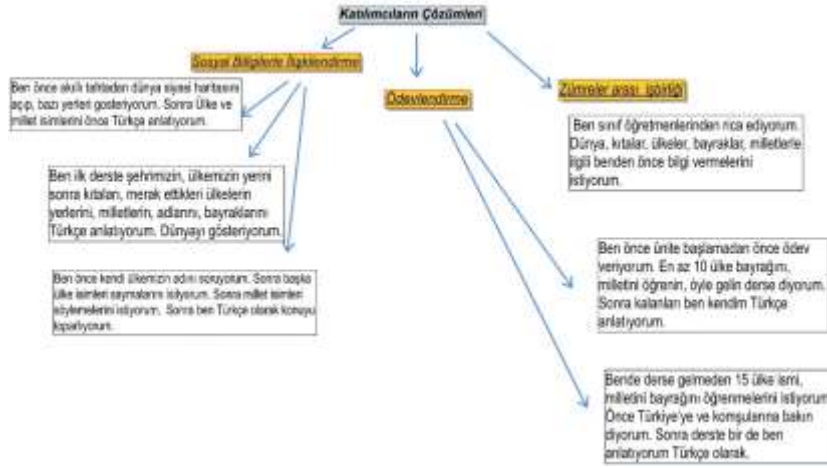 Katılımcıların Çözümleri
Sosyal Bilgilerle İlişkilendirme
Ödevlendirme
Zümreler arası işbirliği
Ben önce akıllı tahtadan dünya siyasi haritasını
açıp, bazı yerleri gösteriyorum. Sonra Ülke ve
millet isimlerini önce Türkçe anlatıyorum.
Ben ilk derste şehrimizin, ülkemizin yerini
sonra kıtaları, merak ettikleri ülkelerin
yerlerini, milletlerin, adlarını, bayraklarını
Türkçe anlatıyorum. Dünyayı gösteriyorum.
Ben önce kendi ülkemizin adını soruyorum. Sonra başka
ülke isimleri saymalarını istiyorum. Sonra millet isimleri
söylemelerini istiyorum. Sonra ben Türkçe olarak konuyu
toparlıyorum.
Ben sınıf öğretmenlerinden rica ediyorum.
Dünya, kıtalar, ülkeler, bayraklar, milletlerle
ilgili benden önce bilgi vermelerini
istiyorum.
Ben önce ünite başlamadan önce ödev
veriyorum. En az 10 ülke bayrağını,
milletini öğrenin, öyle gelin derse diyorum.
Sonra kalanları ben kendim Türkçe
anlatıyorum.
Bende derse gelmeden 15 ülke ismi,
milletini bayrağını öğrenmelerini istiyorum
Önce Türkiye'ye ve komşularına bakın
diyorum. Sonra derste bir de ben
anlatıyorum Türkçe olarak.